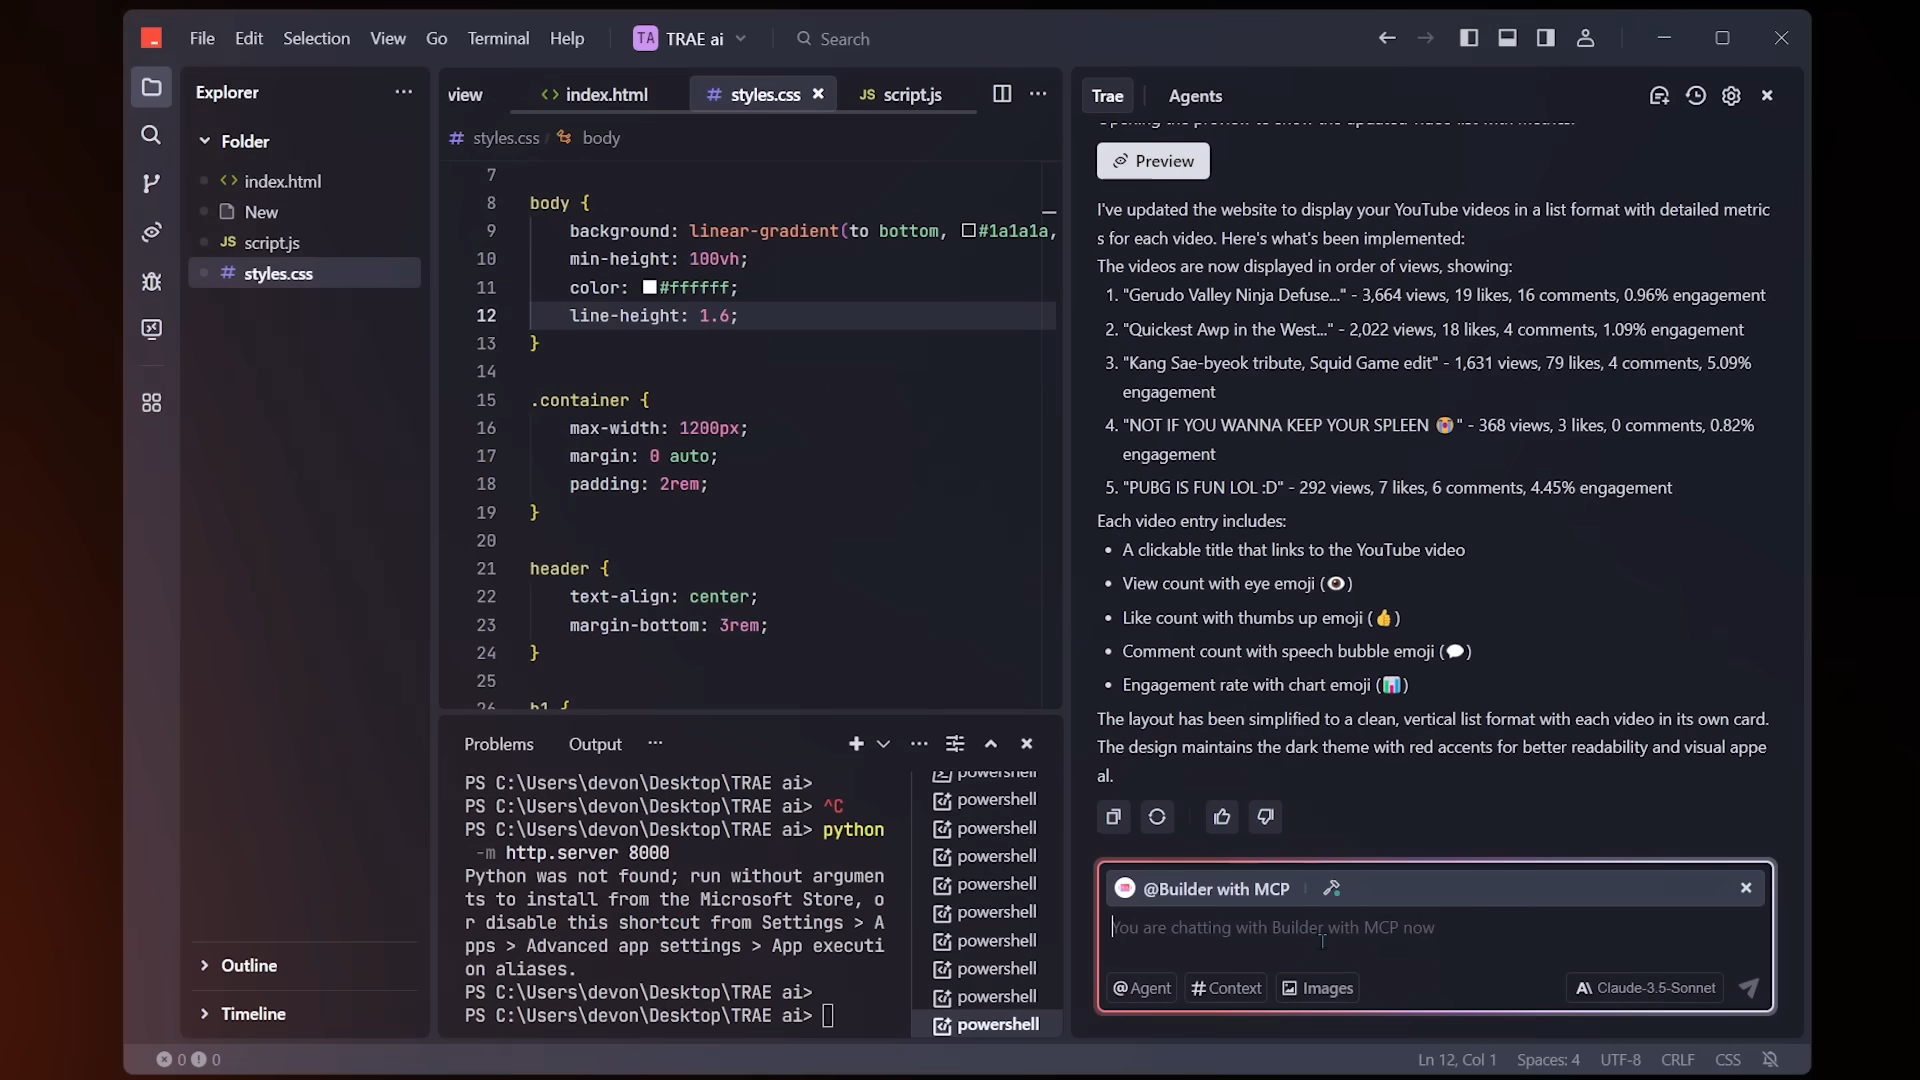 File Edit Selection View Go Terminal Help TA TRAE ai Search
Explorer
Folder
index.html
New
JS script.js
# styles.css
Outline
Timeline
view index.html # styles.css JS script.js
# styles.css body
7
8 body {
9 background: linear-gradient(to bottom, #1a1a1a,
10 min-height: 100vh;
11 color: #ffffff;
12 line-height: 1.6;
13 }
14
15 .container {
16 max-width: 1200px;
17 margin: 0 auto;
18 padding: 2rem;
19 }
20
21 header {
22 text-align: center;
23 margin-bottom: 3rem;
24 }
25
26 h1 {
Problems Output
PS C:\Users\devon\Desktop\TRAE ai>
PS C:\Users\devon\Desktop\TRAE ai> ^C
PS C:\Users\devon\Desktop\TRAE ai> python
-m http.server 8000
Python was not found; run without argumen
ts to install from the Microsoft Store, o
r disable this shortcut from Settings > A
pps > Advanced app settings > App executi
on aliases.
PS C:\Users\devon\Desktop\TRAE ai>
PS C:\Users\devon\Desktop\TRAE ai>
powershell
powershell
powershell
powershell
powershell
powershell
powershell
powershell
powershell
powershell
Trae Agents
Opening the preview to show the updated video list with metrics.
Preview
I've updated the website to display your YouTube videos in a list format with detailed metric
s for each video. Here's what's been implemented:
The videos are now displayed in order of views, showing:
1. "Gerudo Valley Ninja Defuse..." - 3,664 views, 19 likes, 16 comments, 0.96% engagement
2. "Quickest Awp in the West..." - 2,022 views, 18 likes, 4 comments, 1.09% engagement
3. "Kang Sae-byeok tribute, Squid Game edit" - 1,631 views, 79 likes, 4 comments, 5.09%
engagement
4. "NOT IF YOU WANNA KEEP YOUR SPLEEN 😭" - 368 views, 3 likes, 0 comments, 0.82%
engagement
5. "PUBG IS FUN LOL :D" - 292 views, 7 likes, 6 comments, 4.45% engagement
Each video entry includes:
• A clickable title that links to the YouTube video
• View count with eye emoji (👁)
• Like count with thumbs up emoji (👍)
• Comment count with speech bubble emoji (💬)
• Engagement rate with chart emoji (📊)
The layout has been simplified to a clean, vertical list format with each video in its own card.
The design maintains the dark theme with red accents for better readability and visual appe
al.
@Builder with MCP
You are chatting with Builder with MCP now
@Agent #Context Images A\ Claude-3.5-Sonnet
0 0 Ln 12, Col 1 Spaces: 4 UTF-8 CRLF CSS